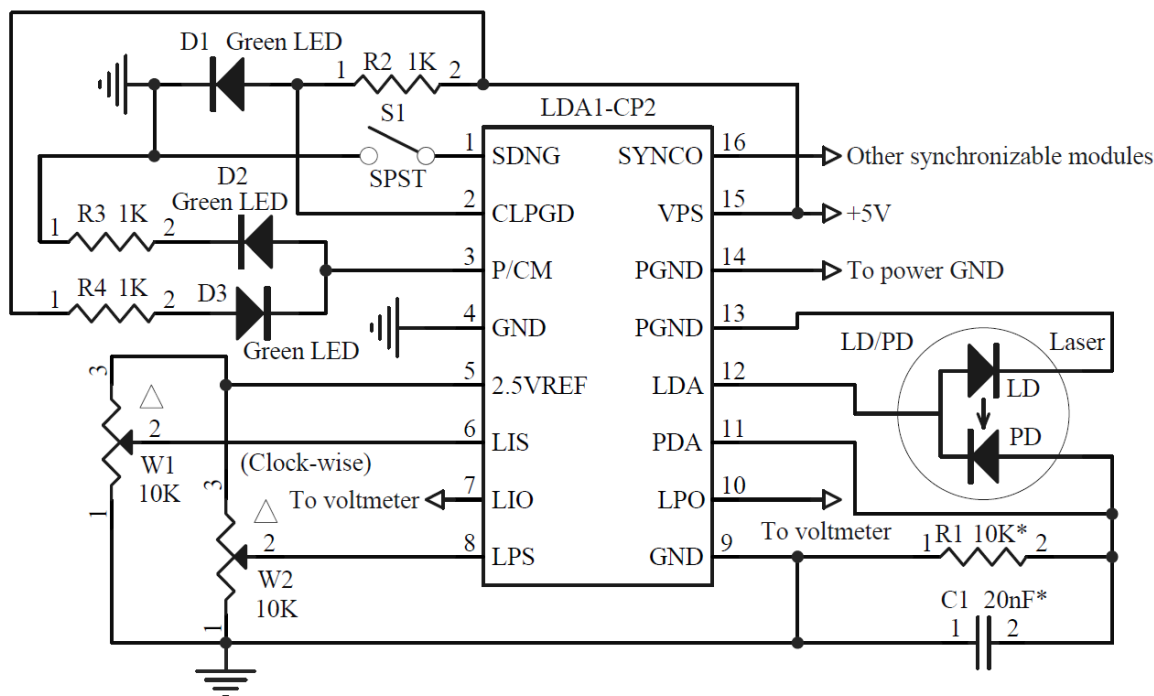 D1 Green LED
1 R2 1K 2
S1
SPST
LDA1-CP2
1 SDNG
2 CLPGD
3 P/CM
4 GND
5 2.5VREF
6 LIS
7 LIO
8 LPS
SYNCO 16
VPS 15
PGND 14
PGND 13
LDA 12
PDA 11
LPO 10
GND 9
Other synchronizable modules
+5V
To power GND
D2
Green LED
1 R3 1K 2
1 R4 1K 2
D3
Green LED
3
2
W1
10K
1
(Clock-wise)
To voltmeter
3
2
W2
10K
1
LD/PD
Laser
LD
PD
To voltmeter
1 R1 10K* 2
C1 20nF*
1 2